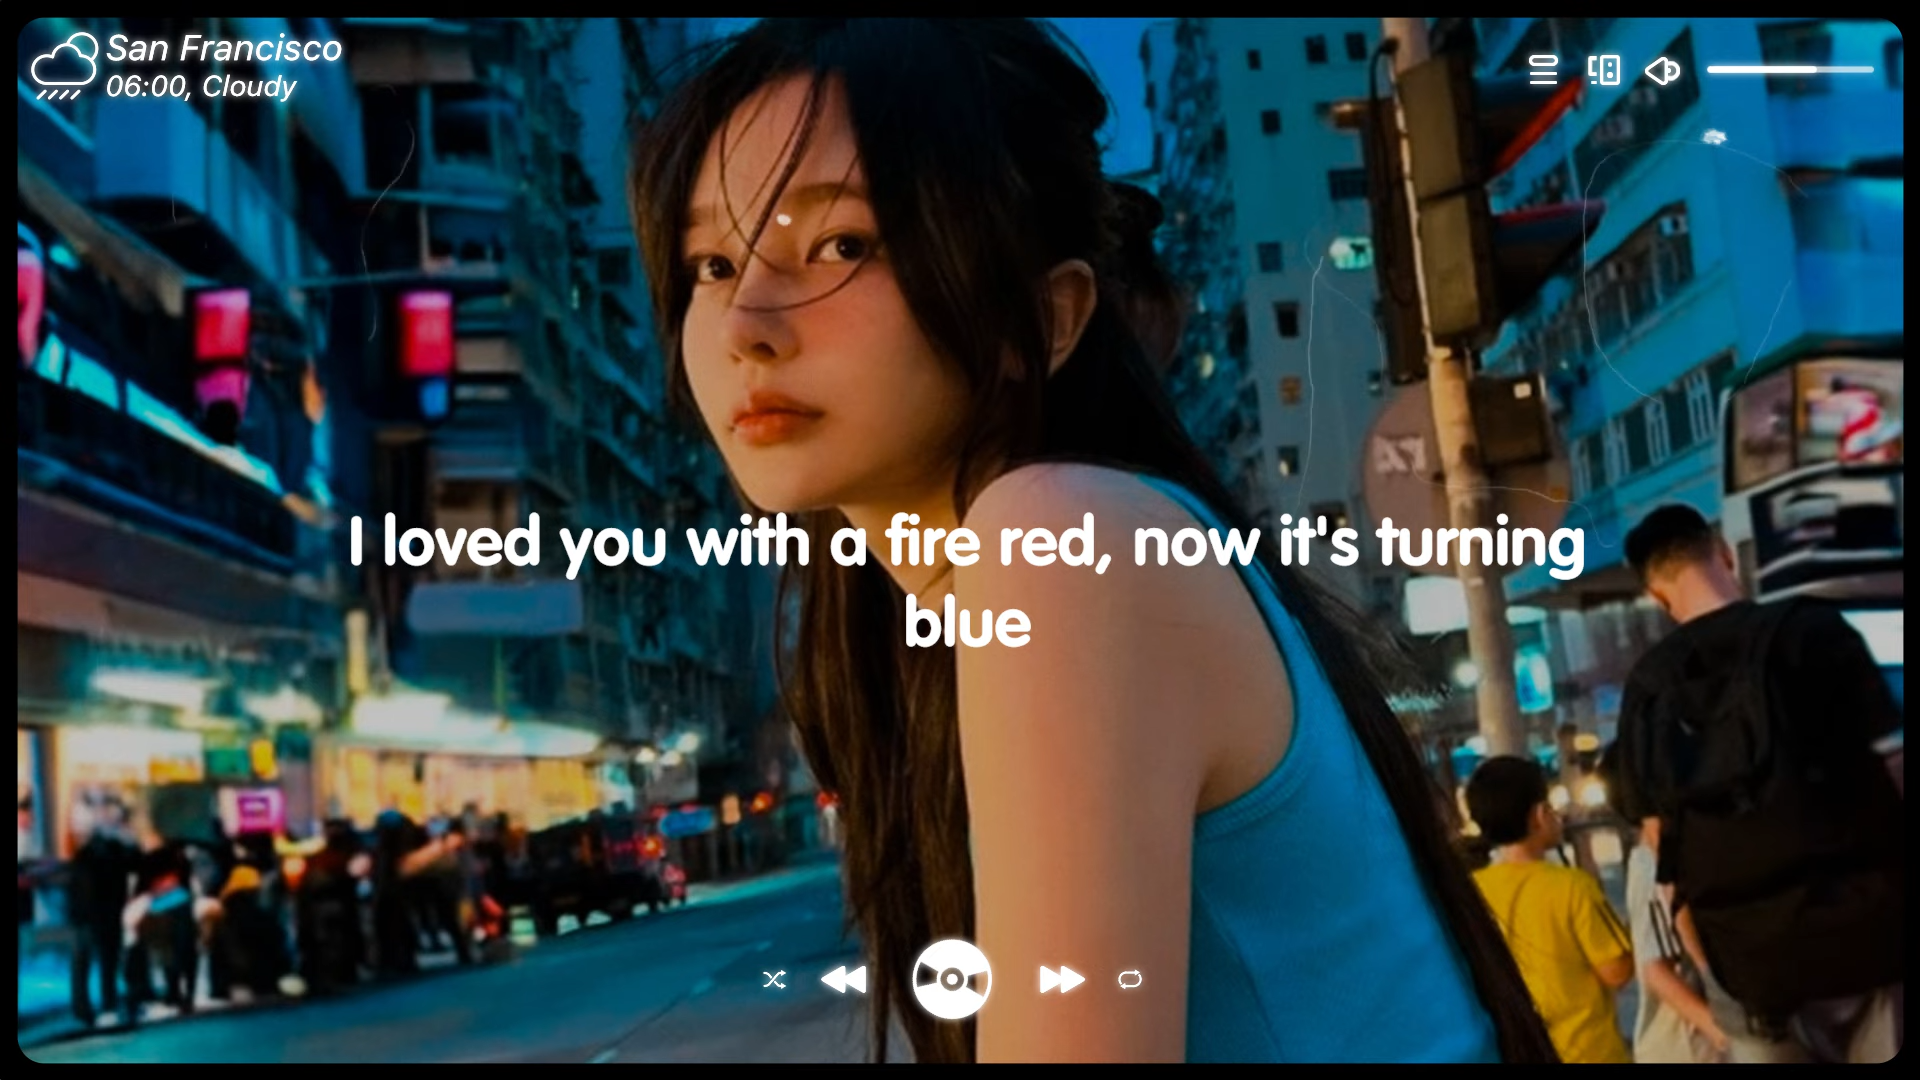 San Francisco
06:00, Cloudy
I loved you with a fire red, now it's turning
blue